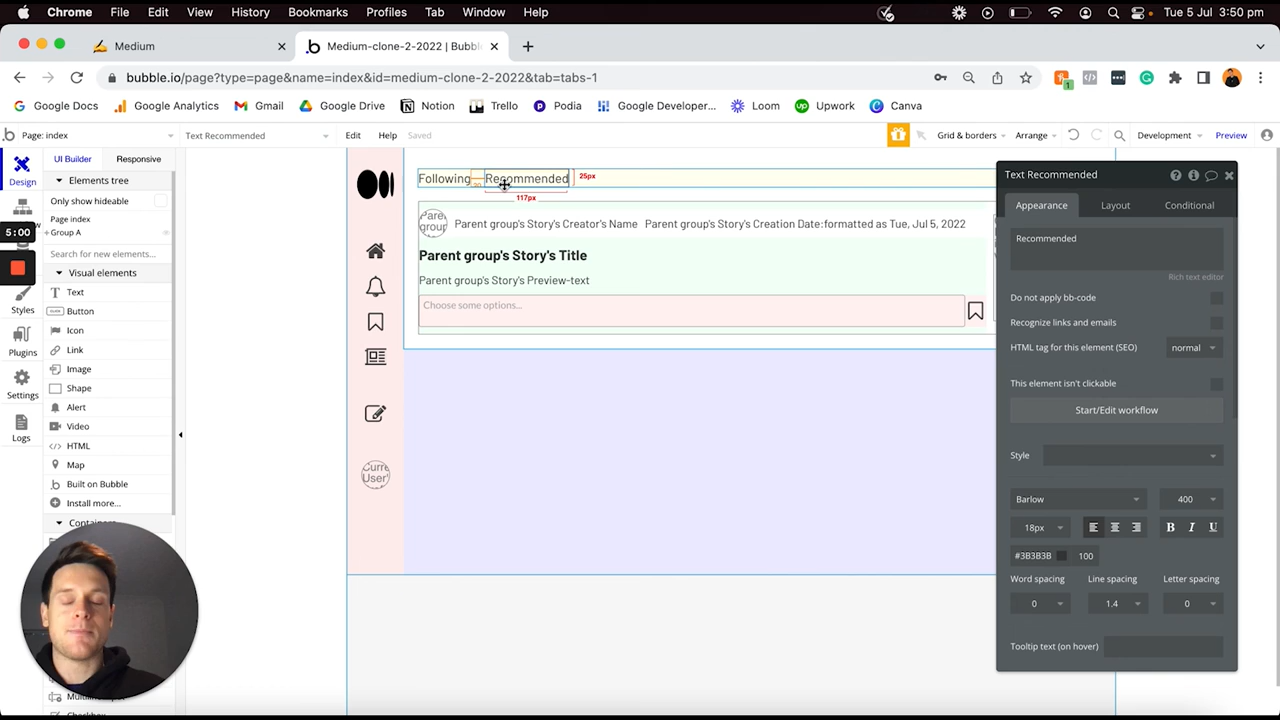 Chrome File Edit View History Bookmarks Profiles Tab Window Help Tue 5 Jul 3:50 pm
Medium
Medium-clone-2-2022 | Bubbl
bubble.io/page?type=page&name=index&id=medium-clone-2-2022&tab=tabs-1
Google Docs Google Analytics Gmail Google Drive Notion Trello Podia Google Developer... Loom Upwork Canva
Page: index Text Recommended Edit Help Saved Grid & borders Arrange Development Preview
UI Builder Responsive
Design
Elements tree
Only show hideable
Page index
Group A
5:00
Search for new elements...
Visual elements
Text
Button
Icon
Link
Image
Shape
Alert
Video
HTML
Map
Built on Bubble
Install more...
Containers
Checkbox
Styles
Plugins
Settings
Logs
Following Recommended 25px
117px
Parent group's Story's Creator's Name Parent group's Story's Creation Date:formatted as Tue, Jul 5, 2022
Parent group's Story's Title
Parent group's Story's Preview-text
Choose some options...
Text Recommended
Appearance Layout Conditional
Recommended
Rich text editor
Do not apply bb-code
Recognize links and emails
HTML tag for this element (SEO) normal
This element isn't clickable
Start/Edit workflow
Style
Barlow 400
18px B I U
#3B3B3B 100
Word spacing Line spacing Letter spacing
0 1.4 0
Tooltip text (on hover)